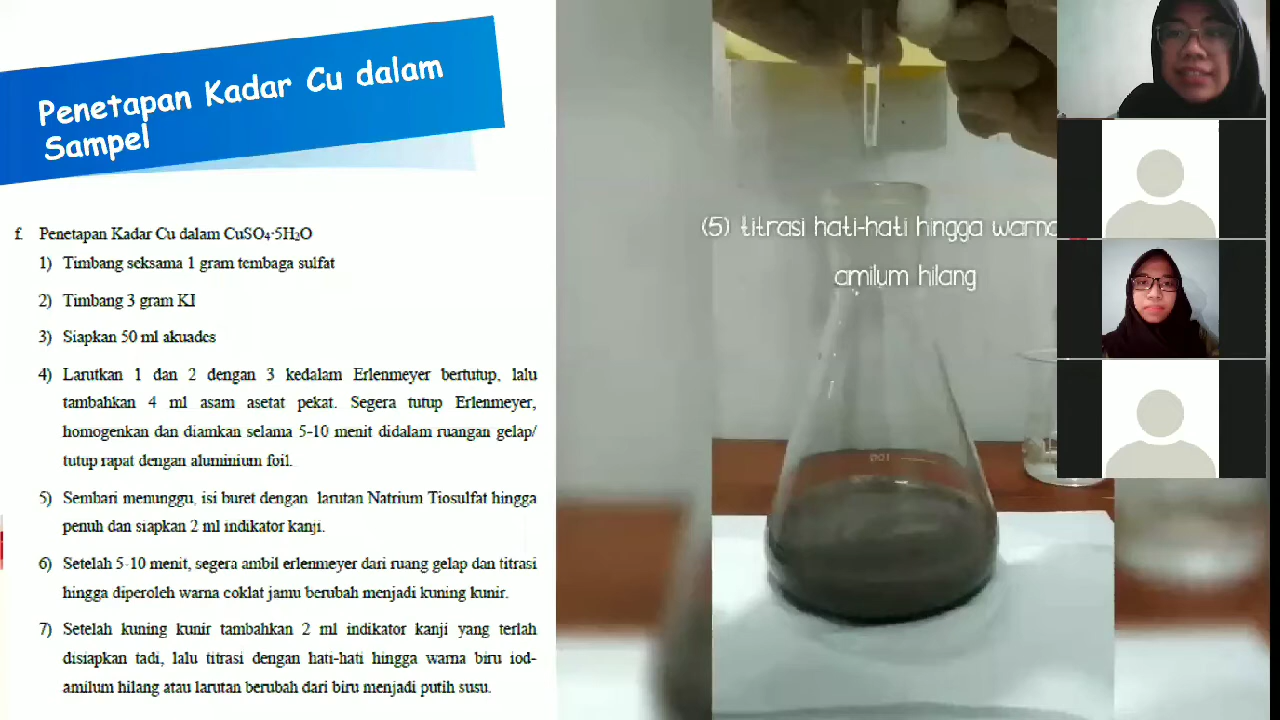 Penetapan Kadar Cu dalam
Sampel
f. Penetapan Kadar Cu dalam CuSO₄·5H₂O
1) Timbang seksama 1 gram tembaga sulfat
2) Timbang 3 gram KI
3) Siapkan 50 ml akuades
4) Larutkan 1 dan 2 dengan 3 kedalam Erlenmeyer bertutup, lalu
tambahkan 4 ml asam asetat pekat. Segera tutup Erlenmeyer,
homogenkan dan diamkan selama 5-10 menit didalam ruangan gelap/
tutup rapat dengan aluminium foil.
5) Sembari menunggu, isi buret dengan larutan Natrium Tiosulfat hingga
penuh dan siapkan 2 ml indikator kanji.
6) Setelah 5-10 menit, segera ambil erlenmeyer dari ruang gelap dan titrasi
hingga diperoleh warna coklat jamu berubah menjadi kuning kunir.
7) Setelah kuning kunir tambahkan 2 ml indikator kanji yang terlah
disiapkan tadi, lalu titrasi dengan hati-hati hingga warna biru iod-
amilum hilang atau larutan berubah dari biru menjadi putih susu.
(5) titrasi hati-hati hingga warna
amilum hilang
100